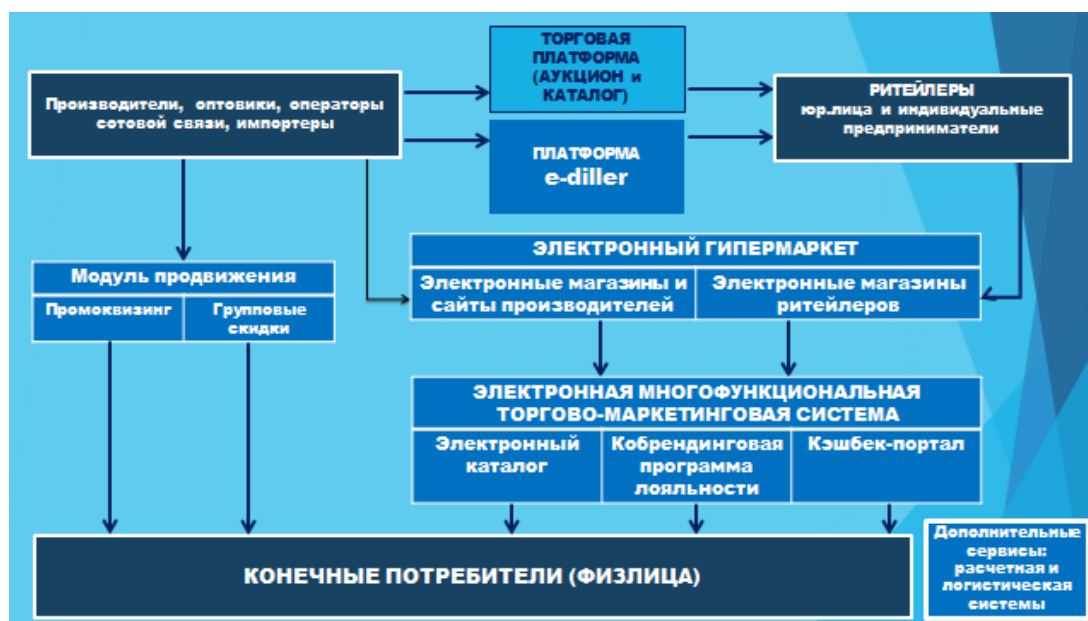 ТОРГОВАЯ
ПЛАТФОРМА
(АУКЦИОН и
КАТАЛОГ)
Производители, оптовики, операторы
сотовой связи, импортеры
РИТЕЙЛЕРЫ
юр.лица и индивидуальные
предприниматели
ПЛАТФОРМА
e-diller
ЭЛЕКТРОННЫЙ ГИПЕРМАРКЕТ
Электронные магазины и
сайты производителей
Электронные магазины
ритейлеров
Модуль продвижения
Промоквизинг
Групповые
скидки
ЭЛЕКТРОННАЯ МНОГОФУНКЦИОНАЛЬНАЯ
ТОРГОВО-МАРКЕТИНГОВАЯ СИСТЕМА
Электронный
каталог
Кобрендинговая
программа
лояльности
Кэшбек-портал
КОНЕЧНЫЕ ПОТРЕБИТЕЛИ (ФИЗЛИЦА)
Дополнительные
сервисы:
расчетная и
логистическая
системы